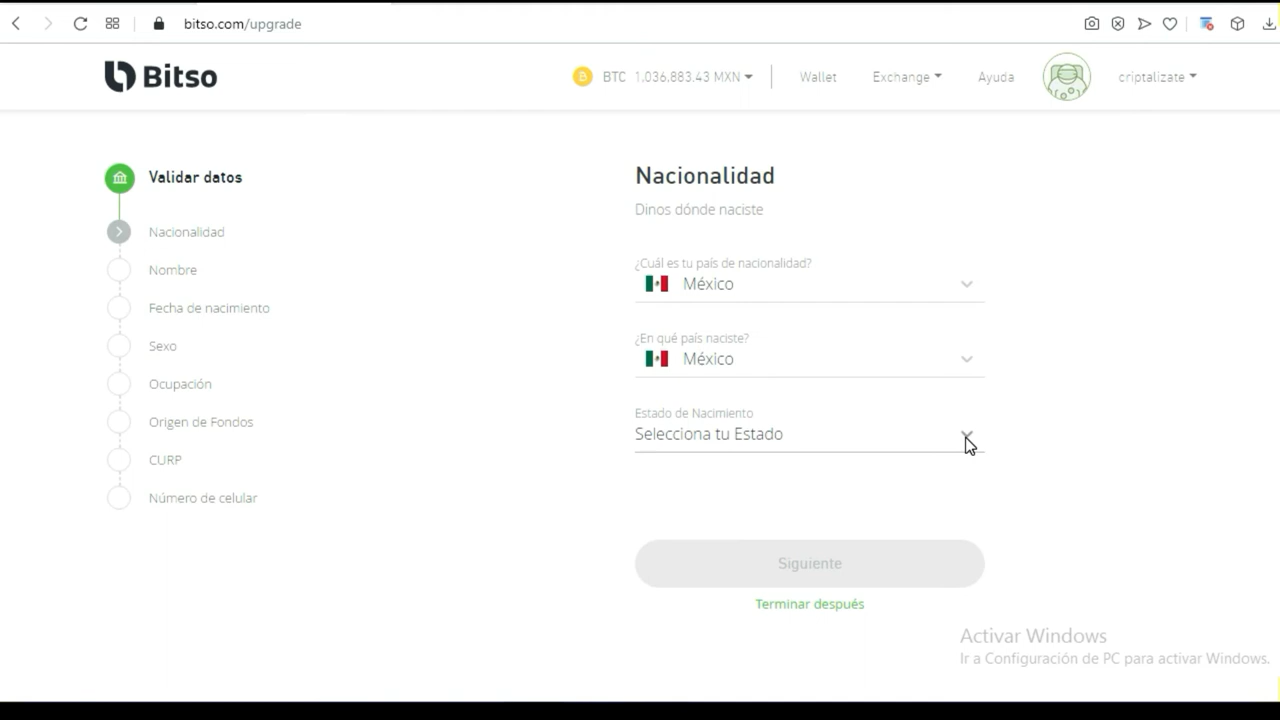 bitso.com/upgrade
Bitso
BTC 1.036,883.43 MXN
Wallet
Exchange
Ayuda
criptalizate
Validar datos
Nacionalidad
Nombre
Fecha de nacimiento
Sexo
Ocupación
Origen de Fondos
CURP
Número de celular
Nacionalidad
Dinos dónde naciste
¿Cuál es tu país de nacionalidad?
México
¿En qué país naciste?
México
Estado de Nacimiento
Selecciona tu Estado
Siguiente
Terminar después
Activar Windows
Ir a Configuración de PC para activar Windows.